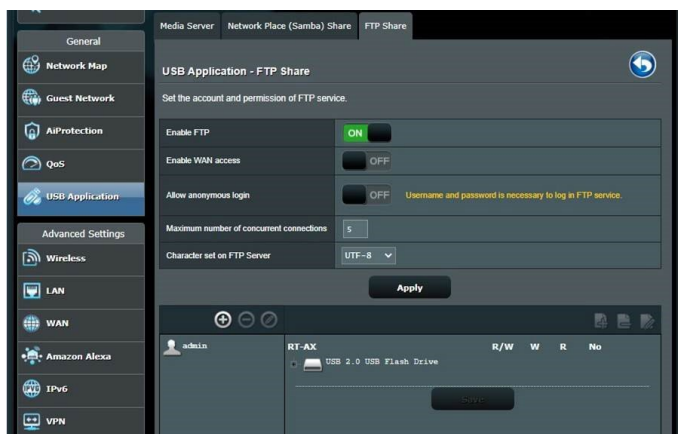 Media Server Network Place (Samba) Share FTP Share
General
Network Map
Guest Network
AiProtection
QoS
USB Application
Advanced Settings
Wireless
LAN
WAN
Amazon Alexa
IPv6
VPN
USB Application - FTP Share
Set the account and permission of FTP service.
Enable FTP ON
Enable WAN access OFF
Allow anonymous login OFF Username and password is necessary to log in FTP service.
Maximum number of concurrent connections 5
Character set on FTP Server UTF-8
Apply
admin
RT-AX R/W W R No
USB 2.0 USB Flash Drive
Save